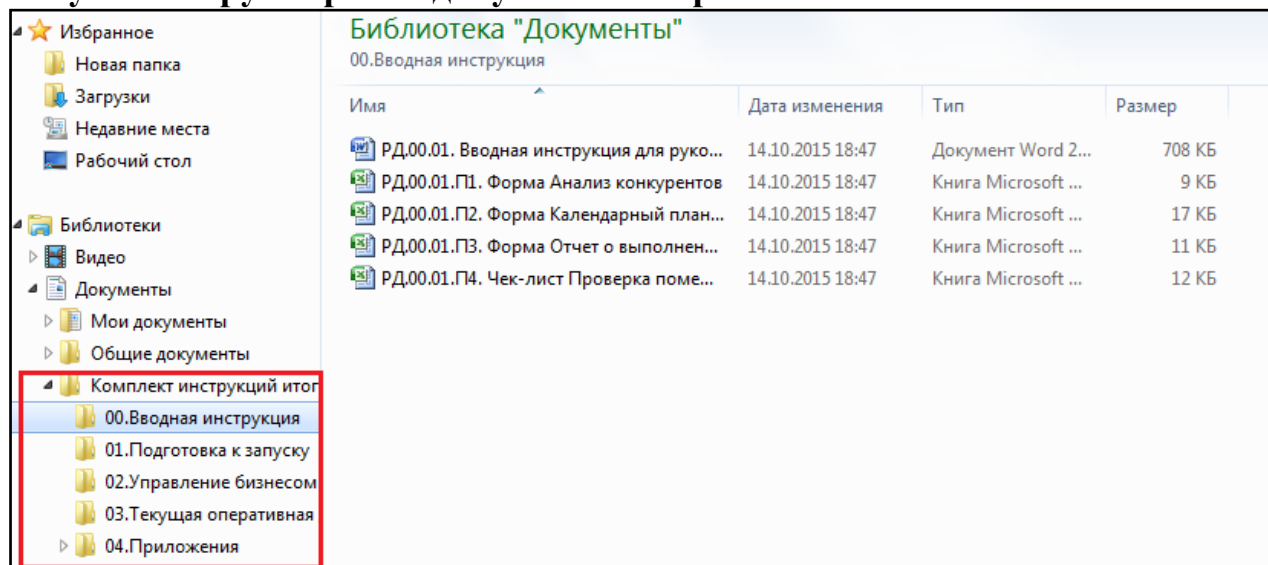 Избранное
Новая папка
Загрузки
Недавние места
Рабочий стол
Библиотеки
Видео
Документы
Мои документы
Общие документы
Комплект инструкций итог
00.Вводная инструкция
01.Подготовка к запуску
02.Управление бизнесом
03.Текущая оперативная
04.Приложения
Библиотека "Документы"
00.Вводная инструкция
Имя Дата изменения Тип Размер
РД.00.01. Вводная инструкция для руко... 14.10.2015 18:47 Документ Word 2... 708 КБ
РД.00.01.П1. Форма Анализ конкурентов 14.10.2015 18:47 Книга Microsoft ... 9 КБ
РД.00.01.П2. Форма Календарный план... 14.10.2015 18:47 Книга Microsoft ... 17 КБ
РД.00.01.П3. Форма Отчет о выполнен... 14.10.2015 18:47 Книга Microsoft ... 11 КБ
РД.00.01.П4. Чек-лист Проверка поме... 14.10.2015 18:47 Книга Microsoft ... 12 КБ